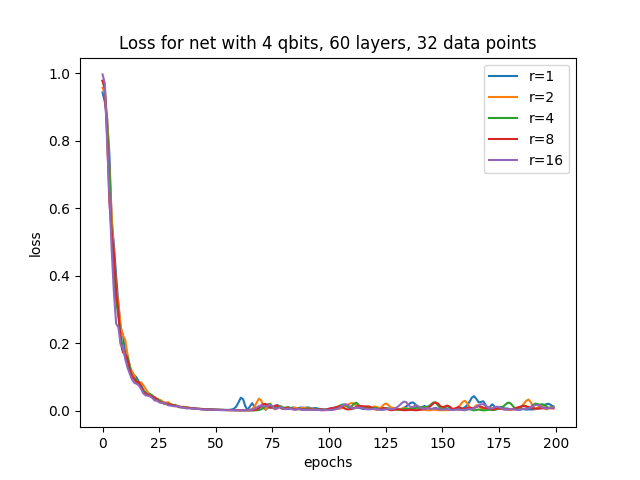 Loss for net with 4 qbits, 60 layers, 32 data points
r=1
r=2
r=4
r=8
r=16
1.0
0.8
0.6
0.4
0.2
0.0
loss
0 25 50 75 100 125 150 175 200
epochs